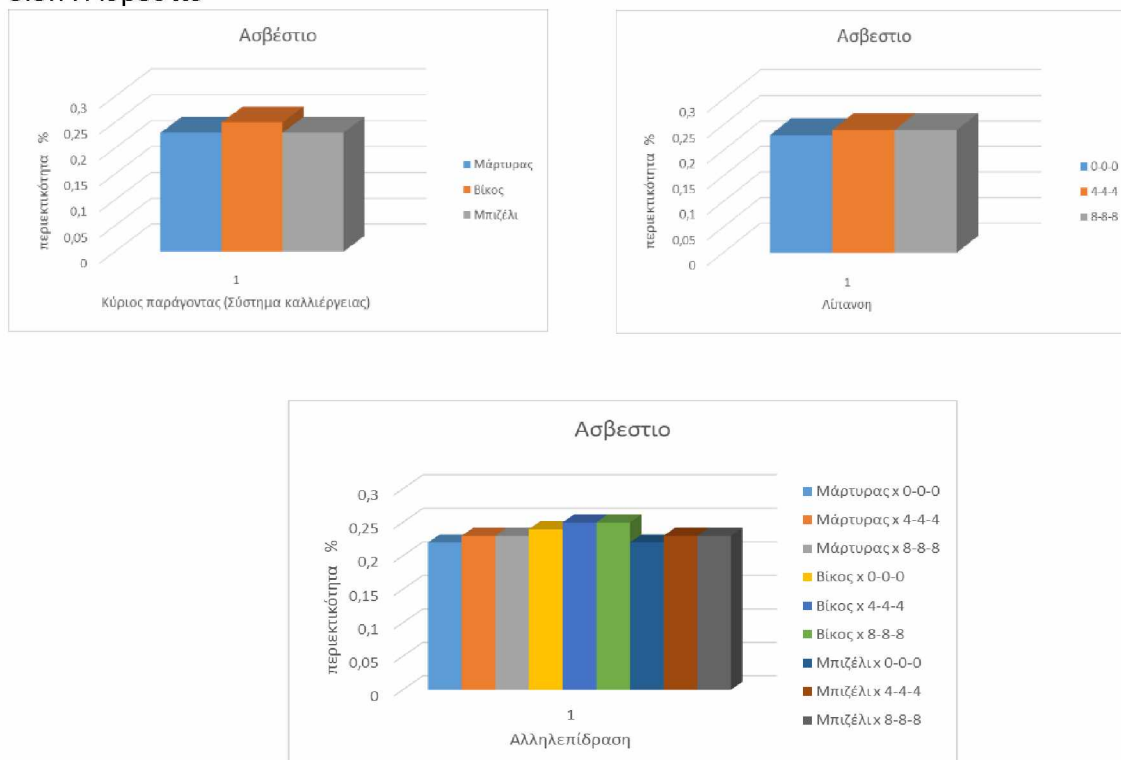 Ασβέστιο
περιεκτικότητα %
0,3
0,25
0,2
0,15
0,1
0,05
0
1
Κύριος παράγοντας (Σύστημα καλλιέργειας)
Μάρτυρας
Βίκος
Μπιζέλι
Ασβεστιο
περιεκτικότητα %
0,3
0,25
0,2
0,15
0,1
0,05
0
1
Λίπανση
0-0-0
4-4-4
8-8-8
Ασβεστιο
περιεκτικότητα %
0,3
0,25
0,2
0,15
0,1
0,05
0
1
Αλληλεπίδραση
Μάρτυρας x 0-0-0
Μάρτυρας x 4-4-4
Μάρτυρας x 8-8-8
Βίκος x 0-0-0
Βίκος x 4-4-4
Βίκος x 8-8-8
Μπιζέλι x 0-0-0
Μπιζέλι x 4-4-4
Μπιζέλι x 8-8-8